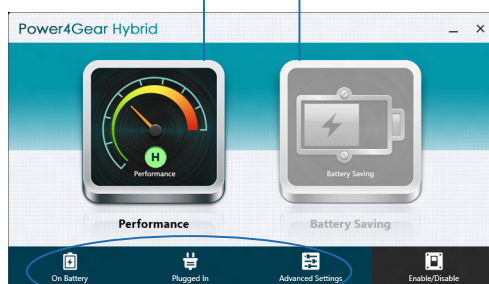 Power4Gear Hybrid
H
Performance
Battery Saving
Performance
Battery Saving
On Battery
Plugged In
Advanced Settings
Enable/Disable